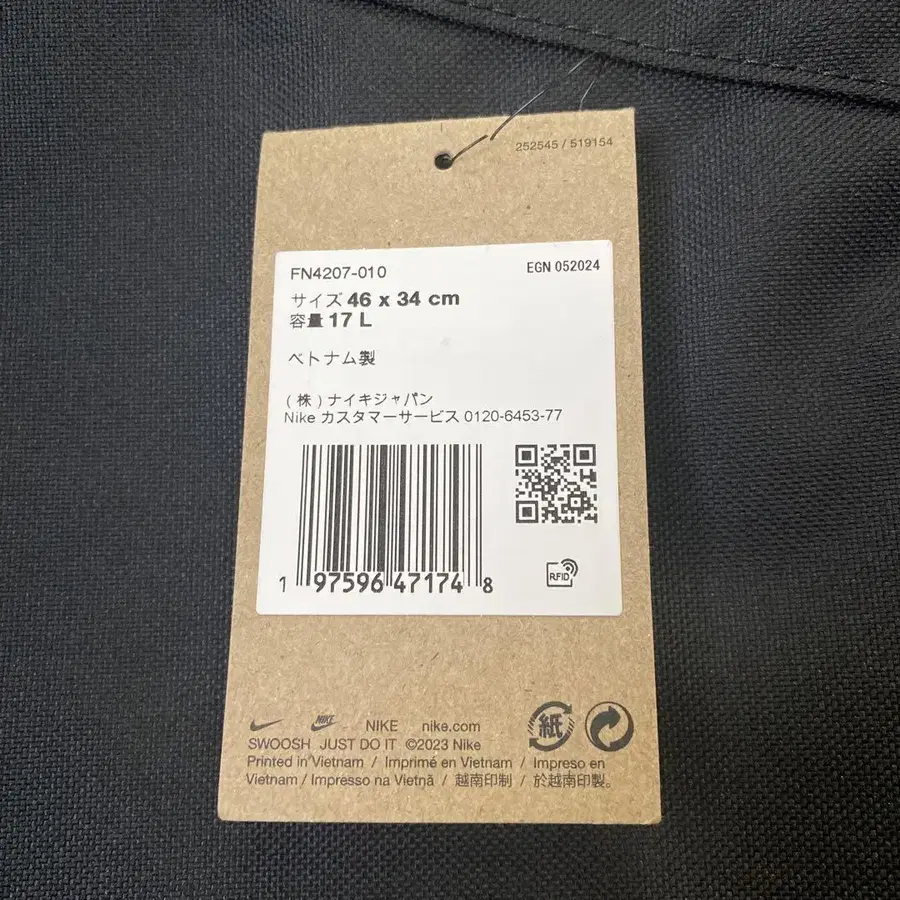 252545 / 519154
FN4207-010
EGN 052024
サイズ 46 x 34 cm
容量 17 L
ベトナム製
(株)ナイキジャパン
Nike カスタマーサービス 0120-6453-77
1 97596 47174 8
RFID
NIKE
紙
NIKE nike.com
SWOOSH JUST DO IT ©2023 Nike
Printed in Vietnam / Imprimé en Vietnam / Impreso en
Vietnam / Impresso na Vietnã / 越南印制 / 於越南印製。